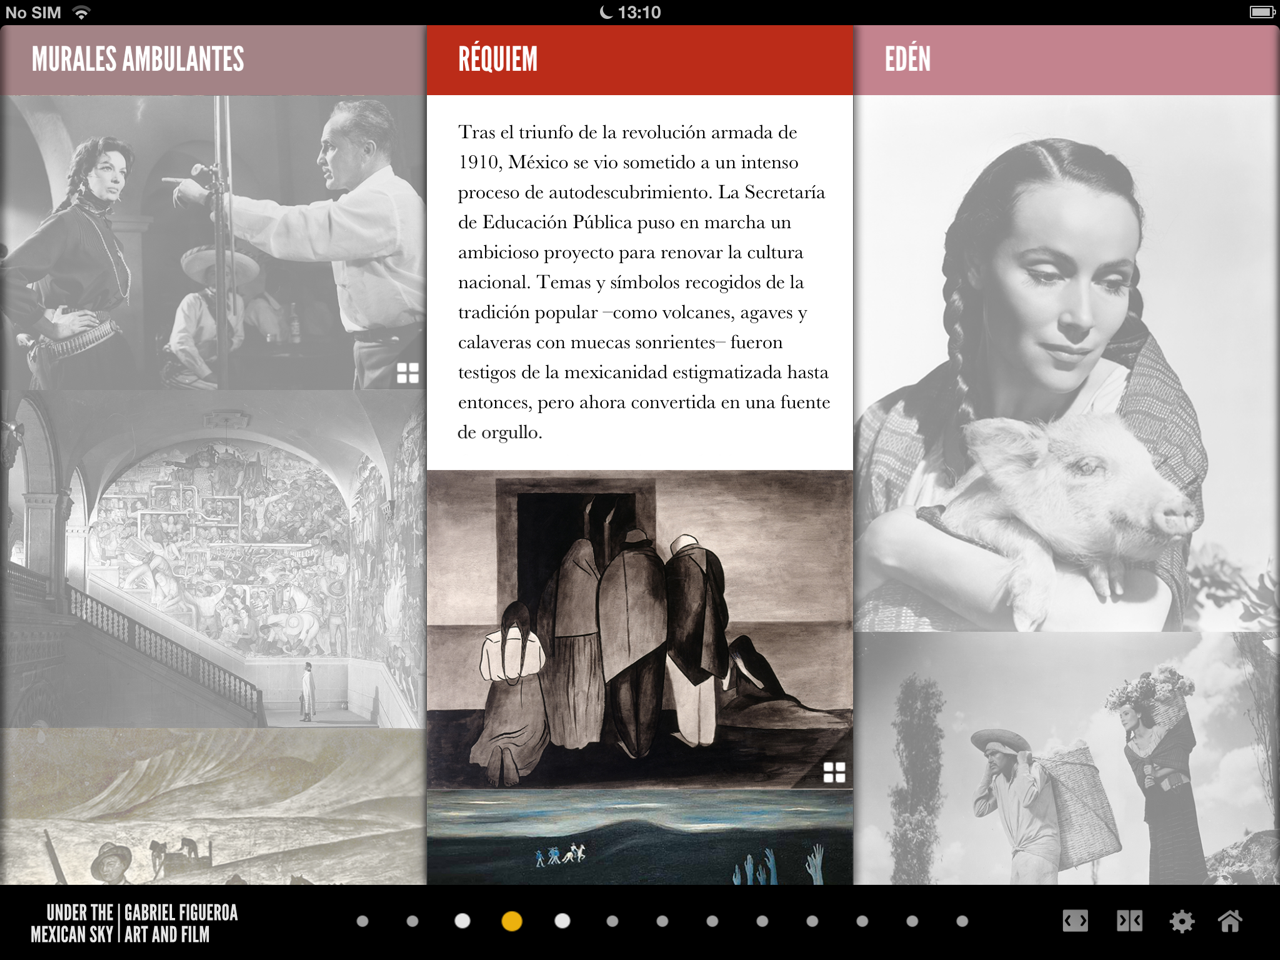 No SIM 13:10
MURALES AMBULANTES
RÉQUIEM
Tras el triunfo de la revolución armada de
1910, México se vio sometido a un intenso
proceso de autodescubrimiento. La Secretaría
de Educación Pública puso en marcha un
ambicioso proyecto para renovar la cultura
nacional. Temas y símbolos recogidos de la
tradición popular –como volcanes, agaves y
calaveras con muecas sonrientes– fueron
testigos de la mexicanidad estigmatizada hasta
entonces, pero ahora convertida en una fuente
de orgullo.
EDÉN
UNDER THE
MEXICAN SKY
GABRIEL FIGUEROA
ART AND FILM